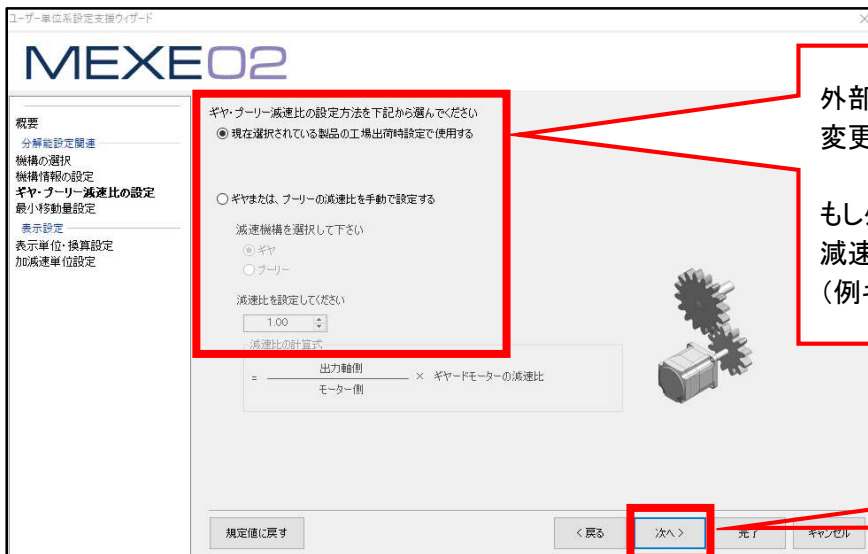 ユーザー単位系設定支援ウィザード
MEXE02
概要
分解能設定関連
機構の選択
機構情報の設定
ギヤ・プーリー減速比の設定
最小移動量設定
表示設定
表示単位・換算設定
加減速単位設定
ギヤ・プーリー減速比の設定方法を下記から選んでください
現在選択されている製品の工場出荷時設定で使用する
ギヤまたは、プーリーの減速比を手動で設定する
減速機構を選択して下さい
ギヤ
プーリー
減速比を設定してください
1.00
減速比の計算式
= 出力軸側
モーター側
× ギヤードモーターの減速比
外部
変更
もし
減速
(例
規定値に戻す
< 戻る
次へ >
完了
キャンセル